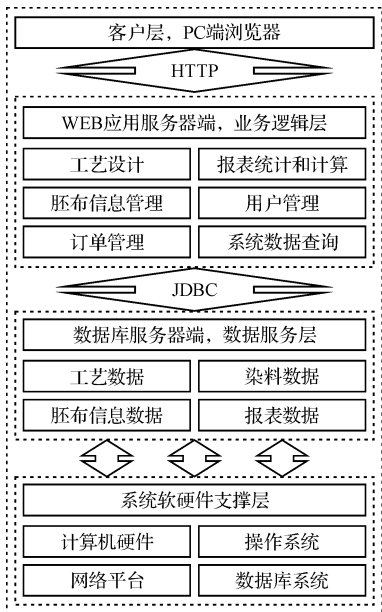 客户层，PC端浏览器
HTTP
WEB应用服务器端，业务逻辑层
工艺设计 报表统计和计算
胚布信息管理 用户管理
订单管理 系统数据查询
JDBC
数据库服务器端，数据服务层
工艺数据 染料数据
胚布信息数据 报表数据
系统软硬件支撑层
计算机硬件 操作系统
网络平台 数据库系统